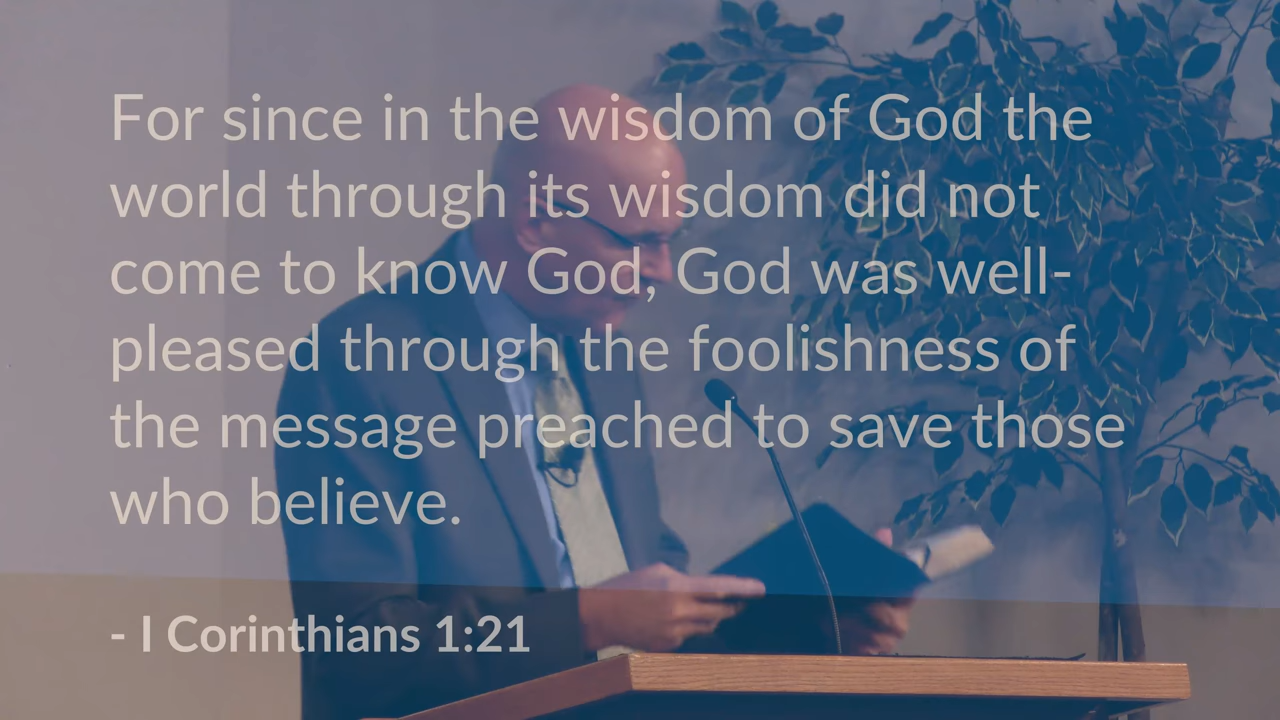 For since in the wisdom of God the
world through its wisdom did not
come to know God, God was well-
pleased through the foolishness of
the message preached to save those
who believe.
- I Corinthians 1:21